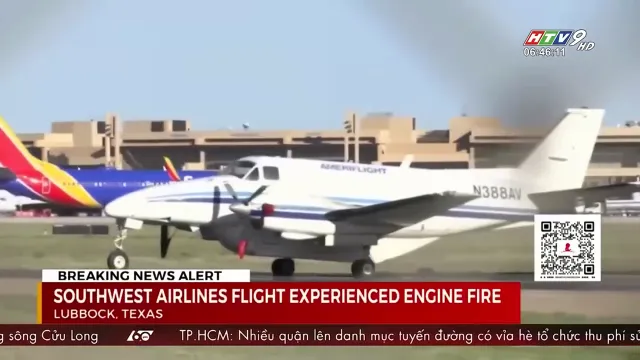 HTV9 HD
06:46:11
AMERIFLIGHT
N388AV
BREAKING NEWS ALERT
SOUTHWEST AIRLINES FLIGHT EXPERIENCED ENGINE FIRE
LUBBOCK, TEXAS
g sông Cửu Long 60 TP.HCM: Nhiều quận lên danh mục tuyến đường có vỉa hè tổ chức thu phí sử